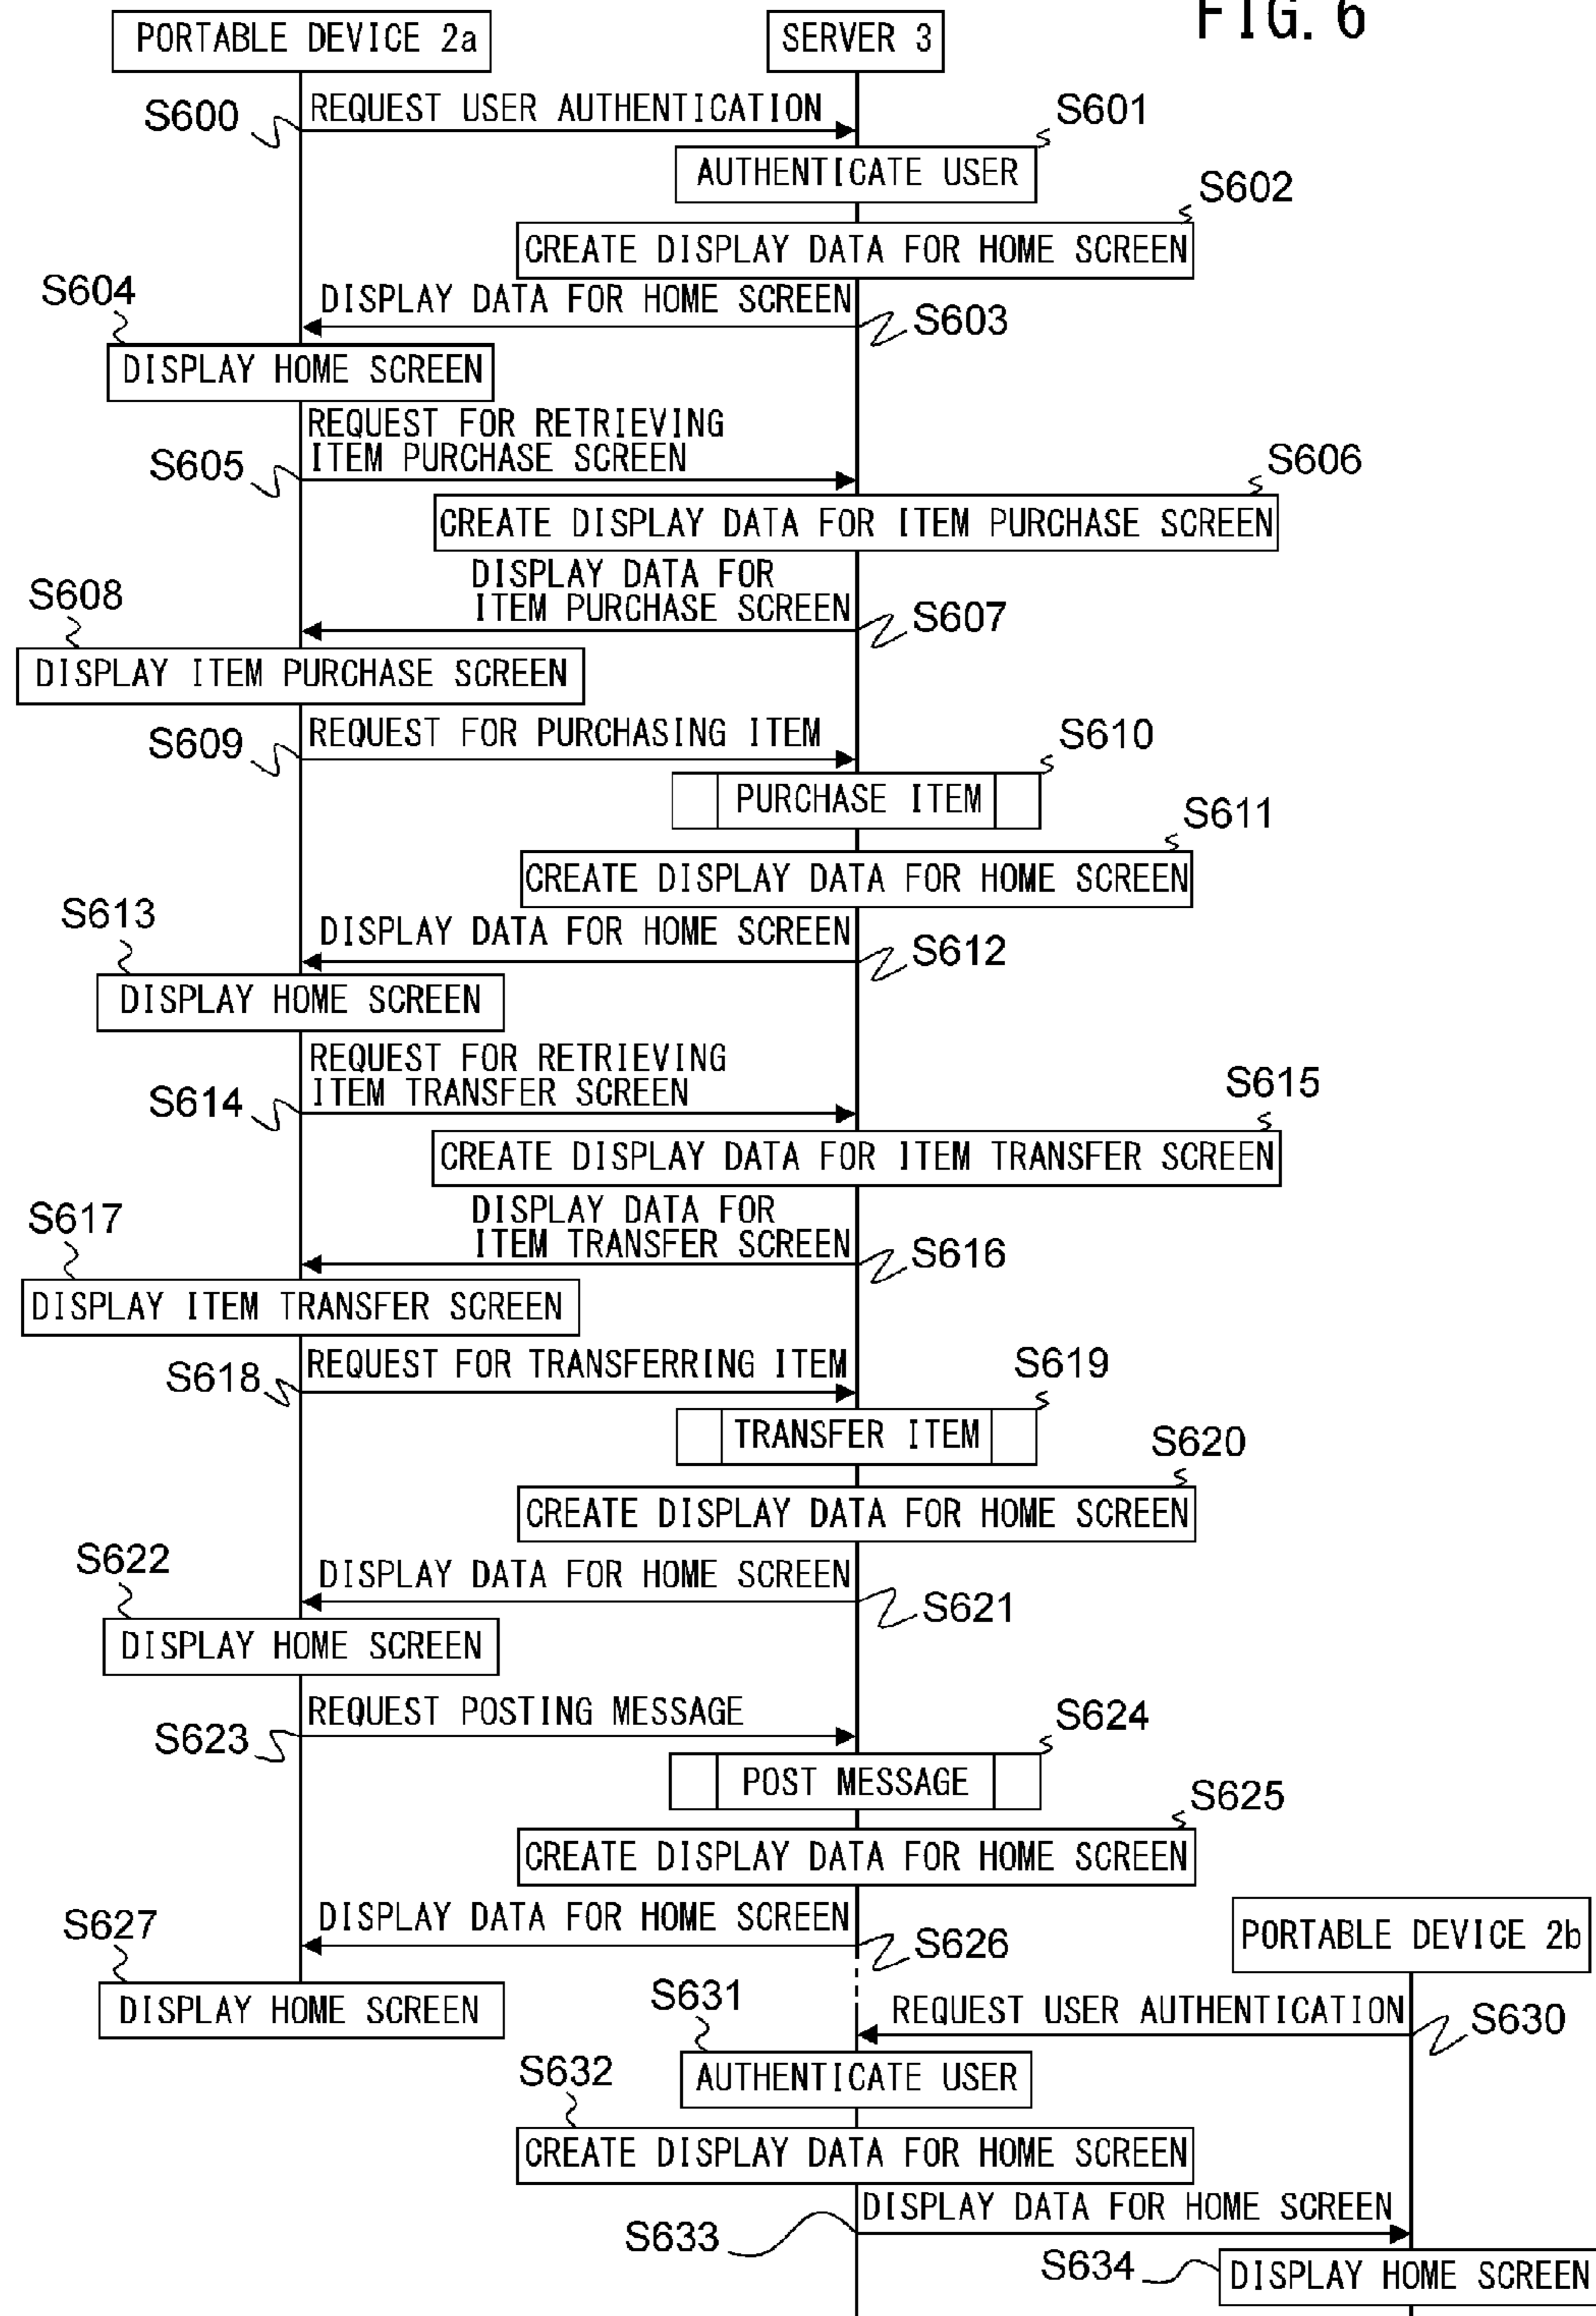 FIG. 6
PORTABLE DEVICE 2a
SERVER 3
S600
REQUEST USER AUTHENTICATION
S601
AUTHENTICATE USER
S602
CREATE DISPLAY DATA FOR HOME SCREEN
S604
DISPLAY DATA FOR HOME SCREEN
S603
DISPLAY HOME SCREEN
REQUEST FOR RETRIEVING
ITEM PURCHASE SCREEN
S605
S606
CREATE DISPLAY DATA FOR ITEM PURCHASE SCREEN
DISPLAY DATA FOR
ITEM PURCHASE SCREEN
S608
S607
DISPLAY ITEM PURCHASE SCREEN
S609
REQUEST FOR PURCHASING ITEM
S610
PURCHASE ITEM
S611
CREATE DISPLAY DATA FOR HOME SCREEN
S613
DISPLAY DATA FOR HOME SCREEN
S612
DISPLAY HOME SCREEN
REQUEST FOR RETRIEVING
ITEM TRANSFER SCREEN
S614
S615
CREATE DISPLAY DATA FOR ITEM TRANSFER SCREEN
DISPLAY DATA FOR
ITEM TRANSFER SCREEN
S617
S616
DISPLAY ITEM TRANSFER SCREEN
S618
REQUEST FOR TRANSFERRING ITEM
S619
TRANSFER ITEM
S620
CREATE DISPLAY DATA FOR HOME SCREEN
S622
DISPLAY DATA FOR HOME SCREEN
S621
DISPLAY HOME SCREEN
REQUEST POSTING MESSAGE
S623
S624
POST MESSAGE
S625
CREATE DISPLAY DATA FOR HOME SCREEN
S627
DISPLAY DATA FOR HOME SCREEN
S626
PORTABLE DEVICE 2b
DISPLAY HOME SCREEN
S631
REQUEST USER AUTHENTICATION
S630
AUTHENTICATE USER
S632
CREATE DISPLAY DATA FOR HOME SCREEN
DISPLAY DATA FOR HOME SCREEN
S633
S634
DISPLAY HOME SCREEN